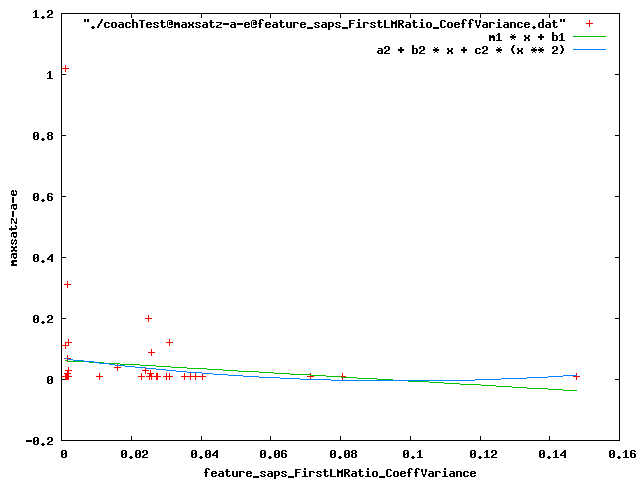 "./coachTest@maxsatz-a-e@feature_saps_FirstLMRatio_CoeffVariance.dat"
m1 * x + b1
a2 + b2 * x + c2 * (x ** 2)
1.2
1
0.8
0.6
0.4
0.2
0
-0.2
maxsatz-a-e
0 0.02 0.04 0.06 0.08 0.1 0.12 0.14 0.16
feature_saps_FirstLMRatio_CoeffVariance